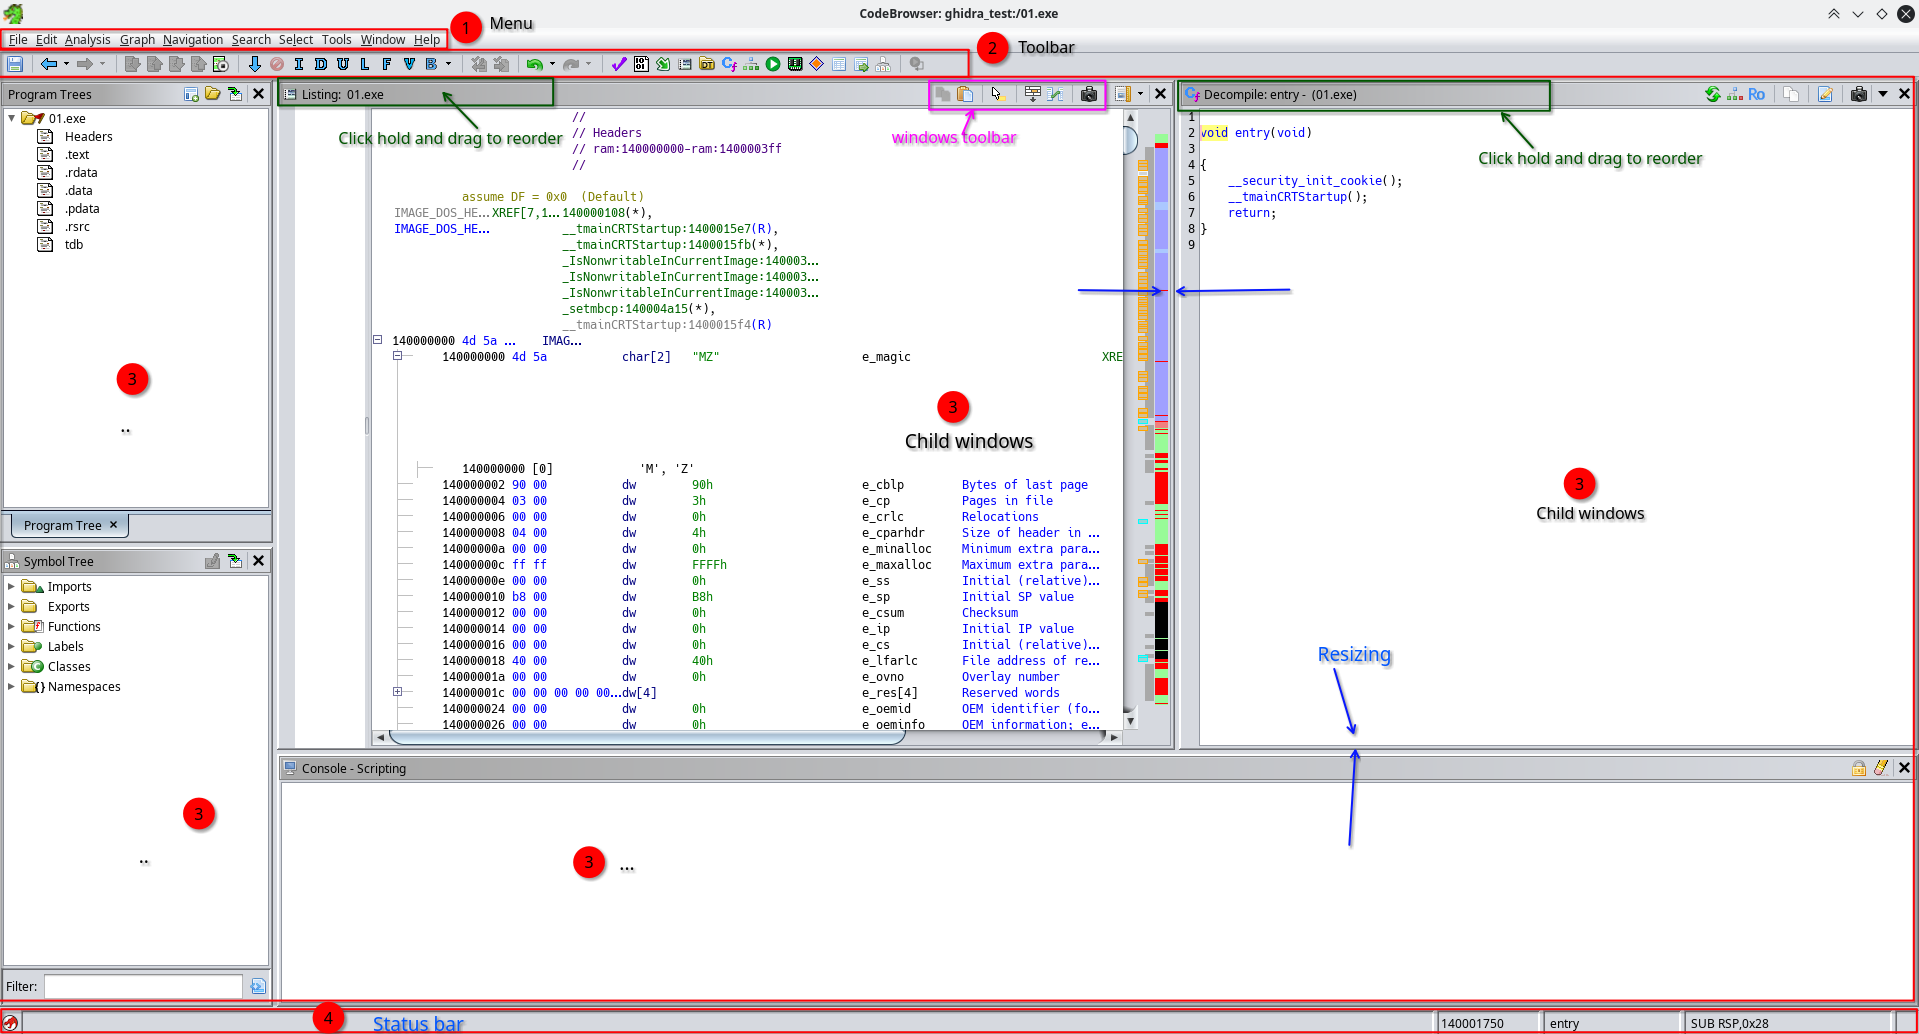 CodeBrowser: ghidra_test:/01.exe
File Edit Analysis Graph Navigation Search Select Tools Window Help
1 Menu
2 Toolbar
I D U L F V B
Program Trees
01.exe
Headers
.text
.rdata
.data
.pdata
.rsrc
tdb
3
..
Program Tree
Symbol Tree
Imports
Exports
Functions
Labels
Classes
Namespaces
3
..
Filter:
Listing: 01.exe
Click hold and drag to reorder
windows toolbar
//
// Headers
// ram:140000000-ram:1400003ff
//
assume DF = 0x0 (Default)
IMAGE_DOS_HE...XREF[7,1...140000108(*),
IMAGE_DOS_HE... __tmainCRTStartup:1400015e7(R),
__tmainCRTStartup:1400015fb(*),
_IsNonwritableInCurrentImage:140003...
_IsNonwritableInCurrentImage:140003...
_IsNonwritableInCurrentImage:140003...
_setmbcp:140004a15(*),
__tmainCRTStartup:1400015f4(R)
140000000 4d 5a ... IMAG...
140000000 4d 5a char[2] "MZ" e_magic XRE
3
Child windows
140000000 [0] 'M', 'Z'
140000002 90 00 dw 90h e_cblp Bytes of last page
140000004 03 00 dw 3h e_cp Pages in file
140000006 00 00 dw 0h e_crlc Relocations
140000008 04 00 dw 4h e_cparhdr Size of header in ...
14000000a 00 00 dw 0h e_minalloc Minimum extra para...
14000000c ff ff dw FFFFh e_maxalloc Maximum extra para...
14000000e 00 00 dw 0h e_ss Initial (relative)...
140000010 b8 00 dw B8h e_sp Initial SP value
140000012 00 00 dw 0h e_csum Checksum
140000014 00 00 dw 0h e_ip Initial IP value
140000016 00 00 dw 0h e_cs Initial (relative)...
140000018 40 00 dw 40h e_lfarlc File address of re...
14000001a 00 00 dw 0h e_ovno Overlay number
14000001c 00 00 00 00 00...dw[4] e_res[4] Reserved words
140000024 00 00 dw 0h e_oemid OEM identifier (fo...
140000026 00 00 dw 0h e_oeminfo OEM information; e...
Decompile: entry - (01.exe)
Ro
Click hold and drag to reorder
1
2 void entry(void)
3
4 {
5 __security_init_cookie();
6 __tmainCRTStartup();
7 return;
8 }
9
3
Child windows
Resizing
Console - Scripting
3 ...
4 Status bar
140001750 entry SUB RSP,0x28